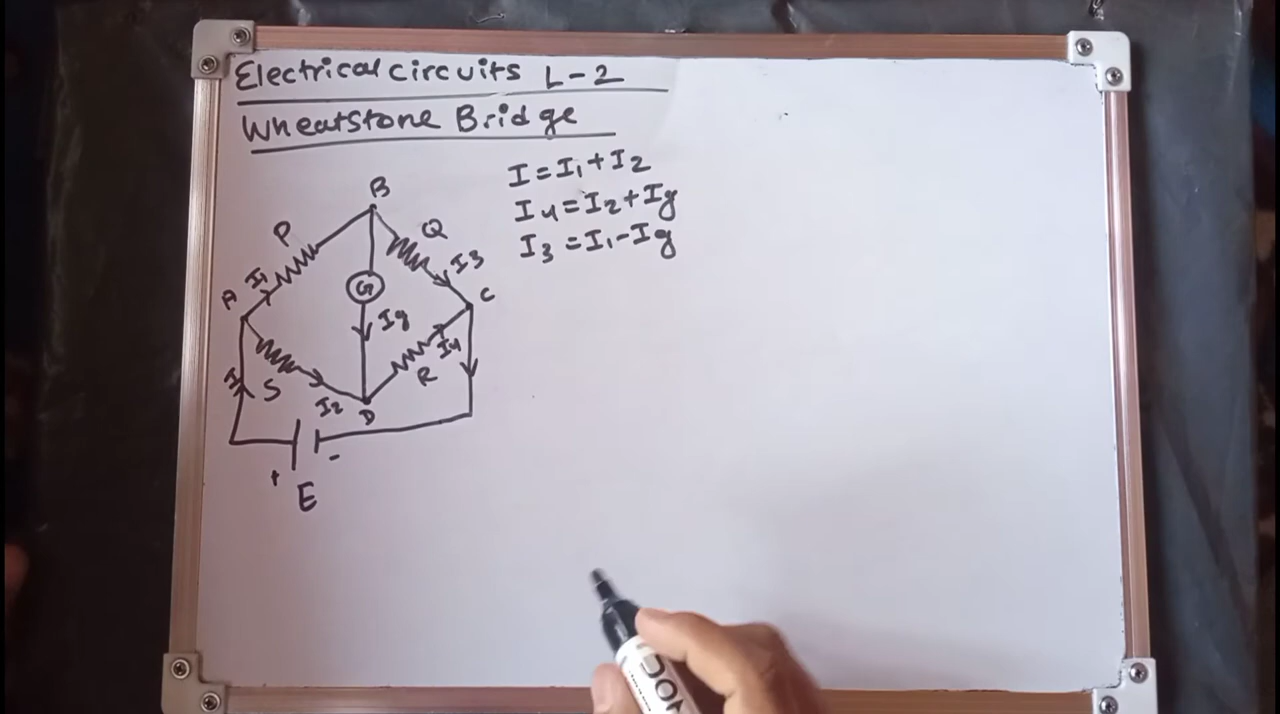 Electrical circuits L-2
Wheatstone Bridge
I=I1+I2
I4=I2+Ig
I3=I1-Ig
B
P
Q
I1
I3
A
G
C
Ig
I4
I
S
R
I2
D
+
-
E